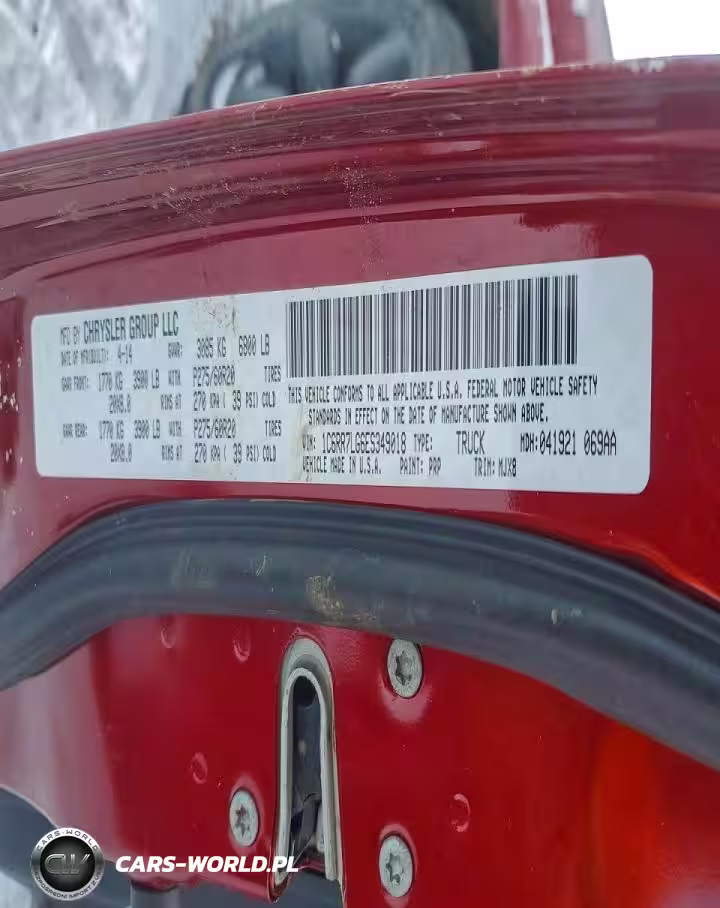 MFD BY CHRYSLER GROUP LLC
DATE OF MFR(BUILT): 4-14 GVWR: 3085 KG 6800 LB
GAWR FRONT: 1770 KG 3900 LB WITH P275/60R20 TIRES
20X8.0 RIMS AT 270 KPA ( 39 PSI) COLD
GAWR REAR: 1770 KG 3900 LB WITH P275/60R20 TIRES
20X8.0 RIMS AT 270 KPA ( 39 PSI) COLD
THIS VEHICLE CONFORMS TO ALL APPLICABLE U.S.A. FEDERAL MOTOR VEHICLE SAFETY
STANDARDS IN EFFECT ON THE DATE OF MANUFACTURE SHOWN ABOVE.
VIN: 1C6RR7LG6ES349018 TYPE: TRUCK MDH:041921 069AA
VEHICLE MADE IN U.S.A. PAINT: PRP TRIM: MJX8
CARS-WORLD
CW
CARS-WORLD.PL